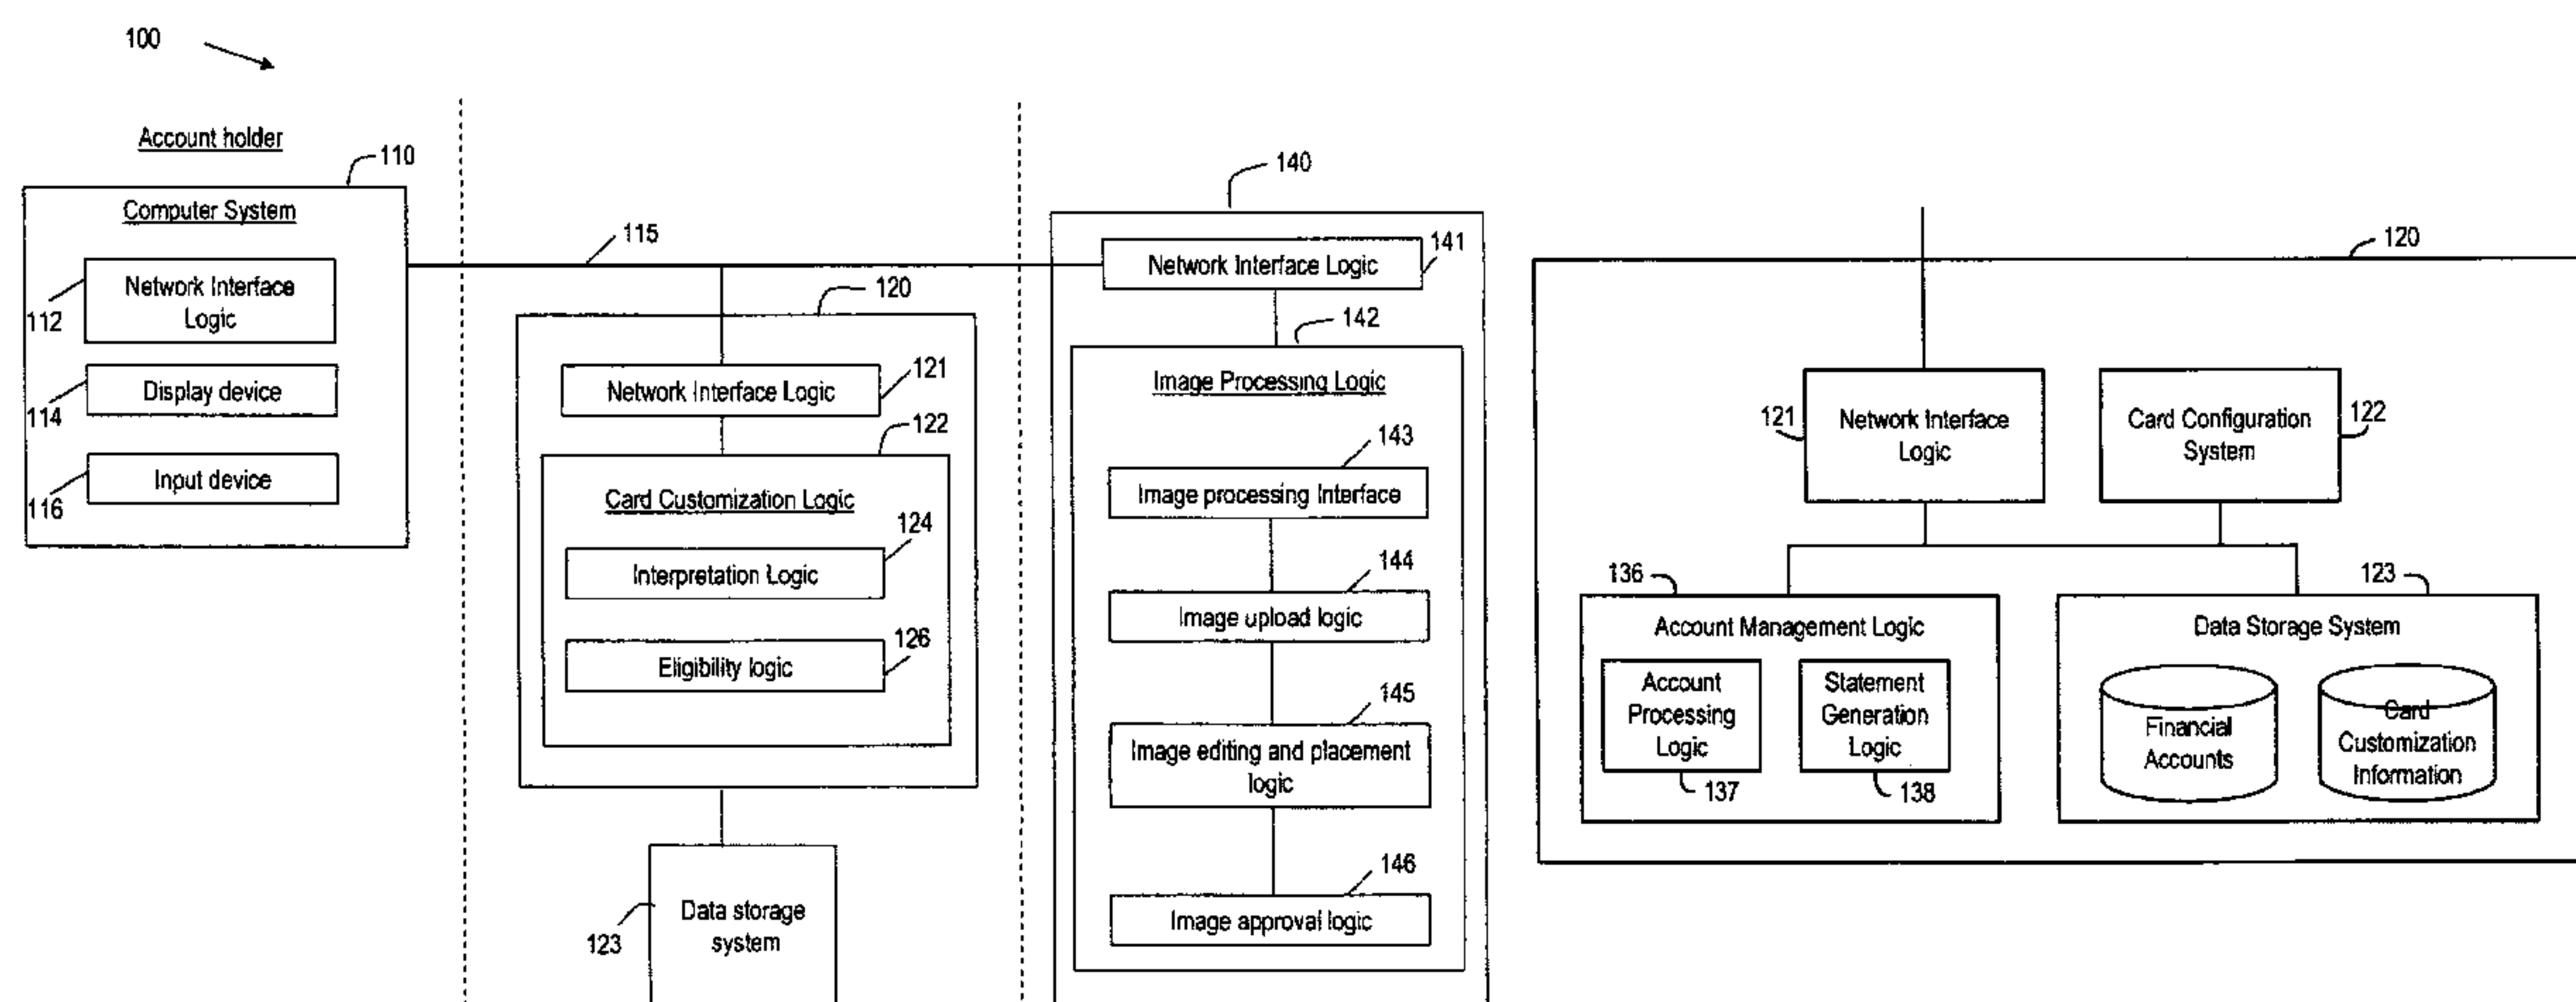 100
Account holder
110
Computer System
112
Network Interface
Logic
114
Display device
116
Input device
115
120
121
Network Interface Logic
122
Card Customization Logic
124
Interpretation Logic
126
Eligibility logic
123
Data storage
system
140
141
Network Interface Logic
142
Image Processing Logic
143
Image processing Interface
144
Image upload logic
145
Image editing and placement
logic
146
Image approval logic
120
121
Network Interface
Logic
Card Configuration
System
122
136
Account Management Logic
Account
Processing
Logic
137
Statement
Generation
Logic
138
123
Data Storage System
Financial
Accounts
Card
Customization
Information